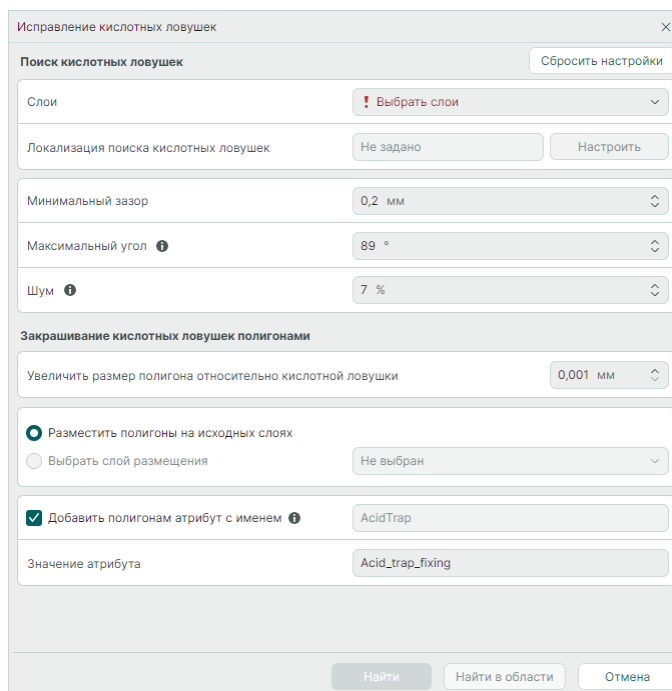 Исправление кислотных ловушек
Поиск кислотных ловушек
Сбросить настройки
Слои
! Выбрать слои
Локализация поиска кислотных ловушек
Не задано
Настроить
Минимальный зазор
0,2 мм
Максимальный угол
89 °
Шум
7 %
Закрашивание кислотных ловушек полигонами
Увеличить размер полигона относительно кислотной ловушки
0,001 мм
Разместить полигоны на исходных слоях
Выбрать слой размещения
Не выбран
Добавить полигонам атрибут с именем
AcidTrap
Значение атрибута
Acid_trap_fixing
Найти
Найти в области
Отмена